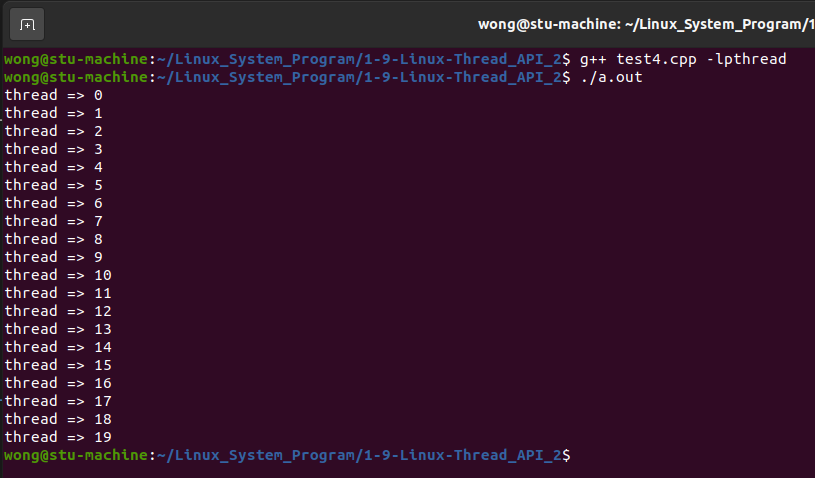 wong@stu-machine: ~/Linux_System_Program/1
wong@stu-machine:~/Linux_System_Program/1-9-Linux-Thread_API_2$ g++ test4.cpp -lpthread
wong@stu-machine:~/Linux_System_Program/1-9-Linux-Thread_API_2$ ./a.out
thread => 0
thread => 1
thread => 2
thread => 3
thread => 4
thread => 5
thread => 6
thread => 7
thread => 8
thread => 9
thread => 10
thread => 11
thread => 12
thread => 13
thread => 14
thread => 15
thread => 16
thread => 17
thread => 18
thread => 19
wong@stu-machine:~/Linux_System_Program/1-9-Linux-Thread_API_2$